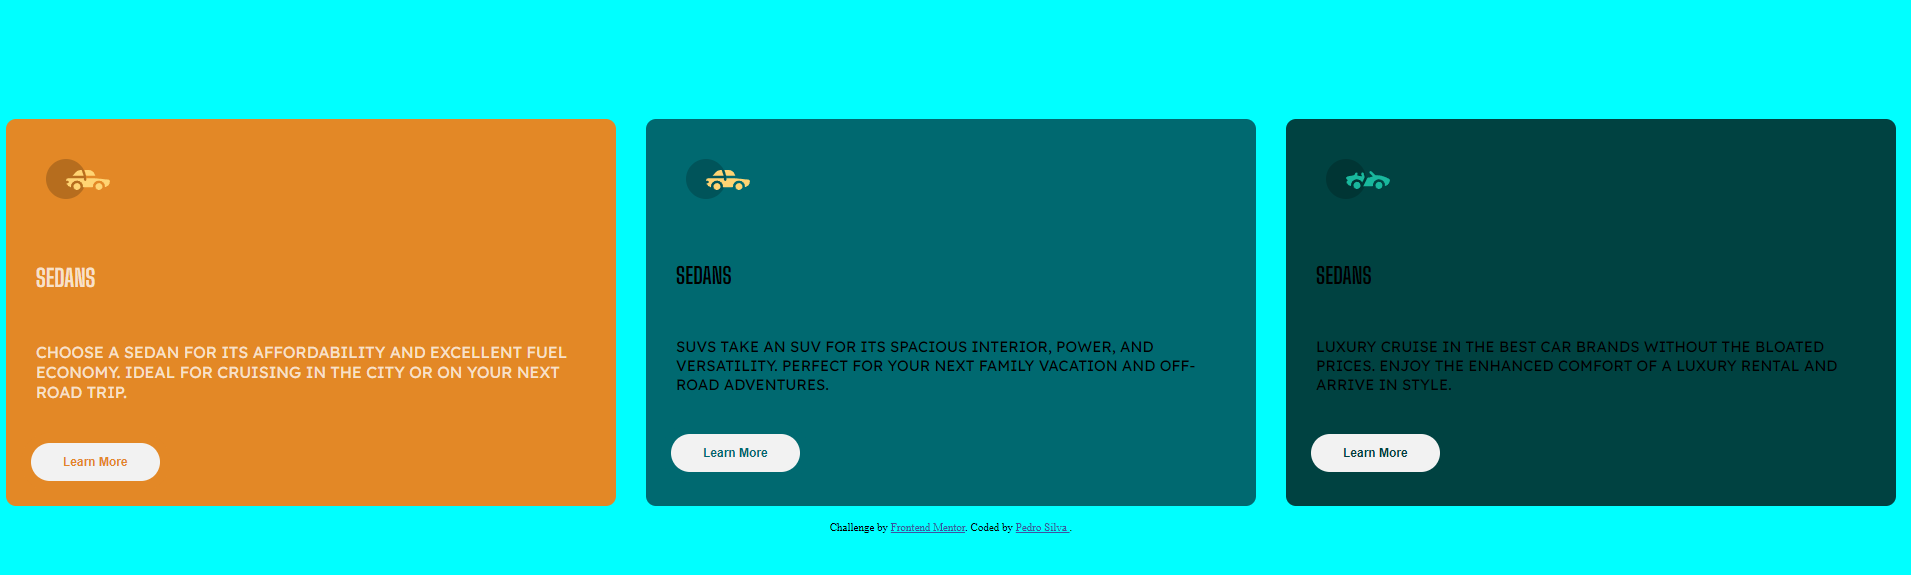 SEDANS
CHOOSE A SEDAN FOR ITS AFFORDABILITY AND EXCELLENT FUEL
ECONOMY. IDEAL FOR CRUISING IN THE CITY OR ON YOUR NEXT
ROAD TRIP.
Learn More
SEDANS
SUVS TAKE AN SUV FOR ITS SPACIOUS INTERIOR, POWER, AND
VERSATILITY. PERFECT FOR YOUR NEXT FAMILY VACATION AND OFF-
ROAD ADVENTURES.
Learn More
SEDANS
LUXURY CRUISE IN THE BEST CAR BRANDS WITHOUT THE BLOATED
PRICES. ENJOY THE ENHANCED COMFORT OF A LUXURY RENTAL AND
ARRIVE IN STYLE.
Learn More
Challenge by Frontend Mentor. Coded by Pedro Silva .